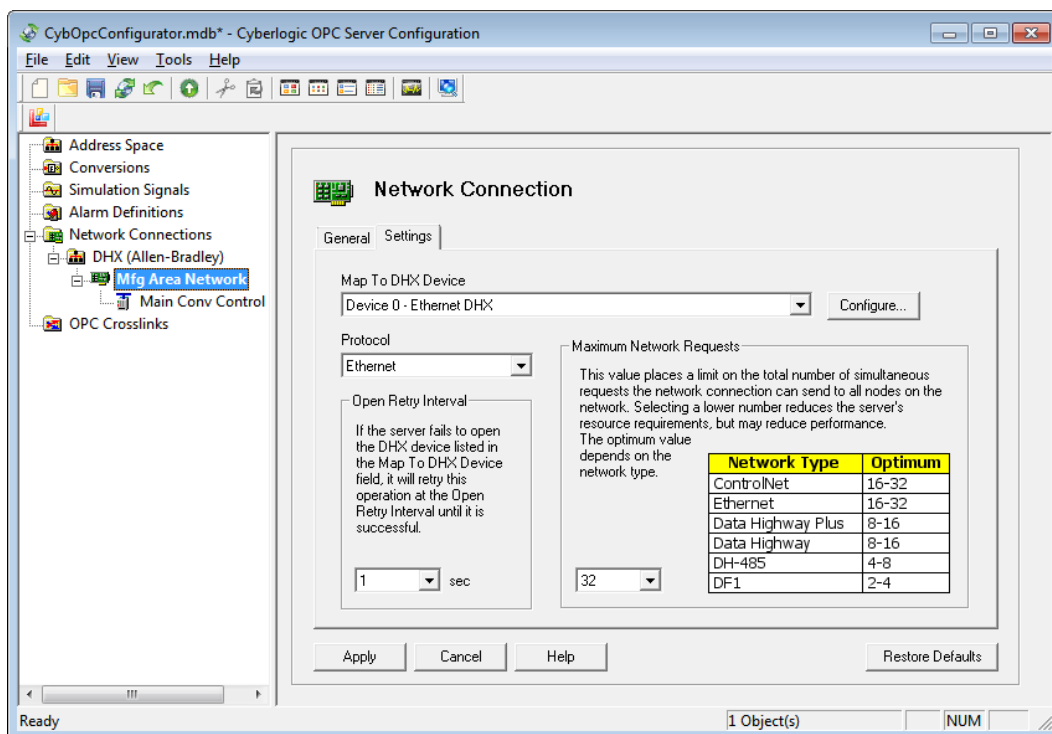 CybOpcConfigurator.mdb* - Cyberlogic OPC Server Configuration
File Edit View Tools Help
Address Space
Conversions
Simulation Signals
Alarm Definitions
Network Connections
DHX (Allen-Bradley)
Mfg Area Network
Main Conv Control
OPC Crosslinks
Network Connection
General Settings
Map To DHX Device
Device 0 - Ethernet DHX
Configure...
Protocol
Ethernet
Open Retry Interval
If the server fails to open
the DHX device listed in
the Map To DHX Device
field, it will retry this
operation at the Open
Retry Interval until it is
successful.
1 sec
Maximum Network Requests
This value places a limit on the total number of simultaneous
requests the network connection can send to all nodes on the
network. Selecting a lower number reduces the server's
resource requirements, but may reduce performance.
The optimum value
depends on the
network type.
Network Type Optimum
ControlNet 16-32
Ethernet 16-32
Data Highway Plus 8-16
Data Highway 8-16
DH-485 4-8
DF1 2-4
32
Apply Cancel Help Restore Defaults
Ready 1 Object(s) NUM